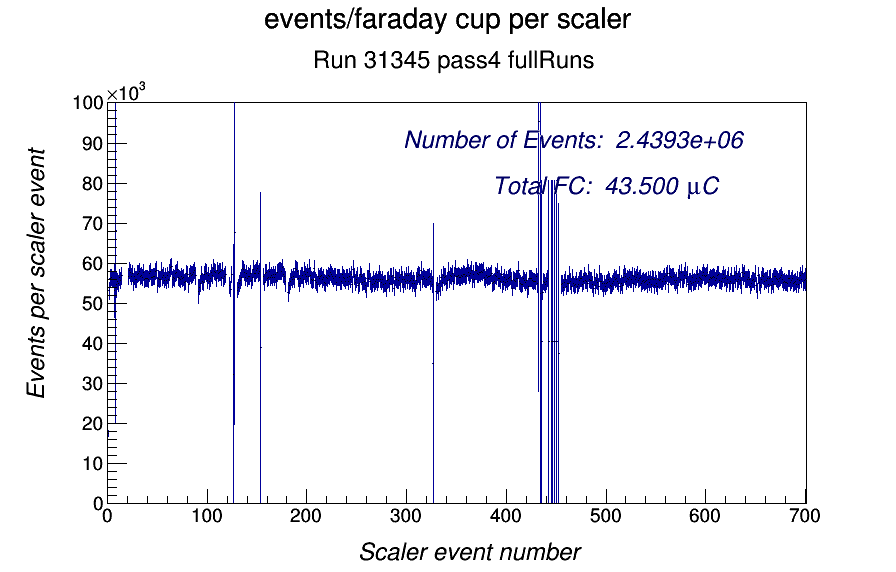 events/faraday cup per scaler
Run 31345 pass4 fullRuns
×10³
100
90
80
70
60
50
40
30
20
10
0
Events per scaler event
Number of Events: 2.4393e+06
Total FC: 43.500 μC
0 100 200 300 400 500 600 700
Scaler event number